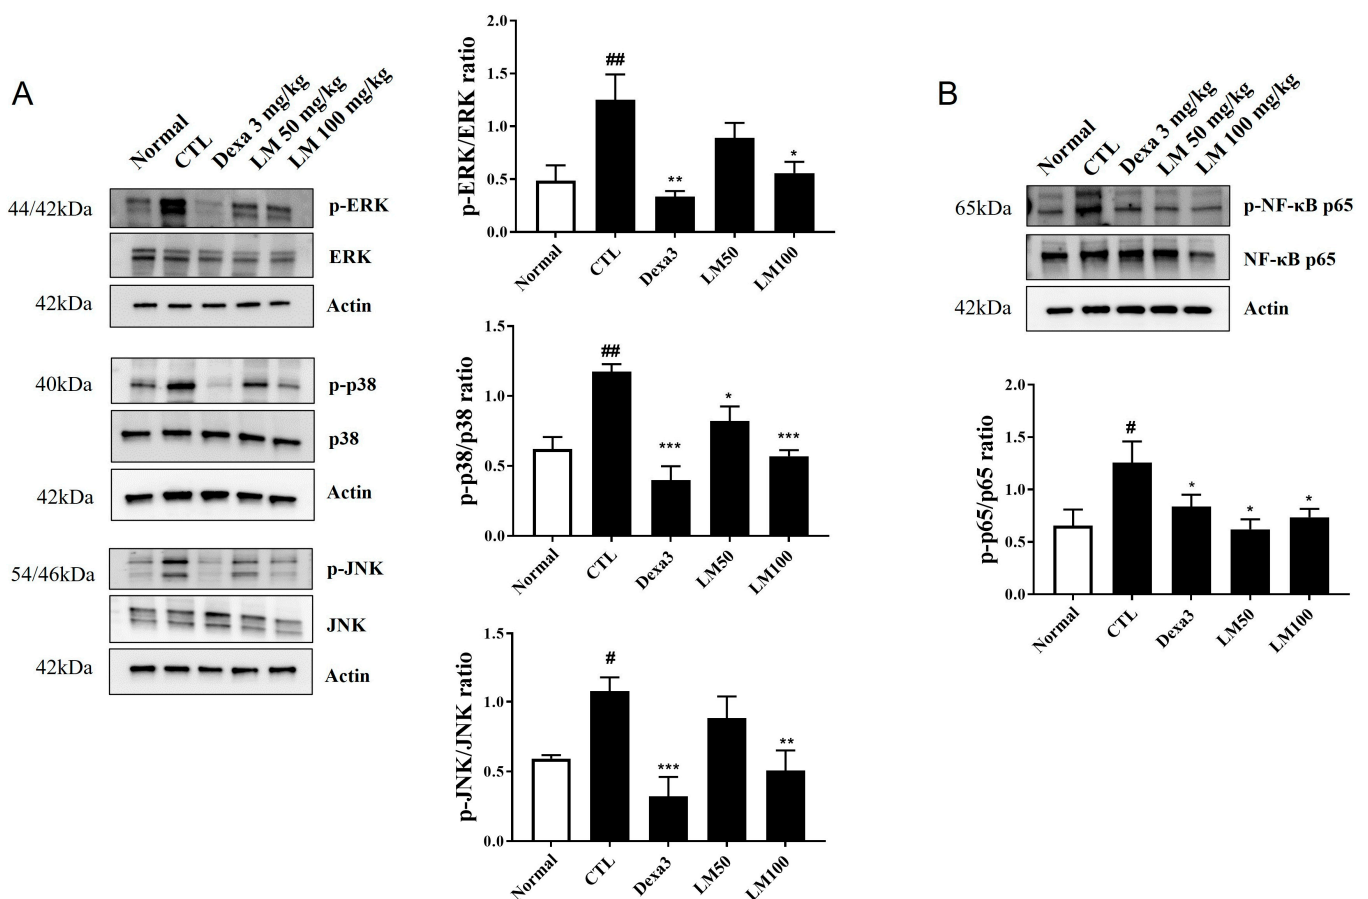 A
Normal
CTL
Dexa 3 mg/kg
LM 50 mg/kg
LM 100 mg/kg
44/42kDa
p-ERK
ERK
42kDa
Actin
40kDa
p-p38
p38
42kDa
Actin
54/46kDa
p-JNK
JNK
42kDa
Actin
p-ERK/ERK ratio
2.0
1.5
1.0
0.5
0.0
##
**
*
Normal
CTL
Dexa3
LM50
LM100
p-p38/p38 ratio
1.5
1.0
0.5
0.0
##
***
*
***
Normal
CTL
Dexa3
LM50
LM100
p-JNK/JNK ratio
1.5
1.0
0.5
0.0
#
***
**
Normal
CTL
Dexa3
LM50
LM100
B
Normal
CTL
Dexa 3 mg/kg
LM 50 mg/kg
LM 100 mg/kg
65kDa
p-NF-κB p65
NF-κB p65
42kDa
Actin
p-p65/p65 ratio
2.0
1.5
1.0
0.5
0.0
#
*
*
*
Normal
CTL
Dexa3
LM50
LM100